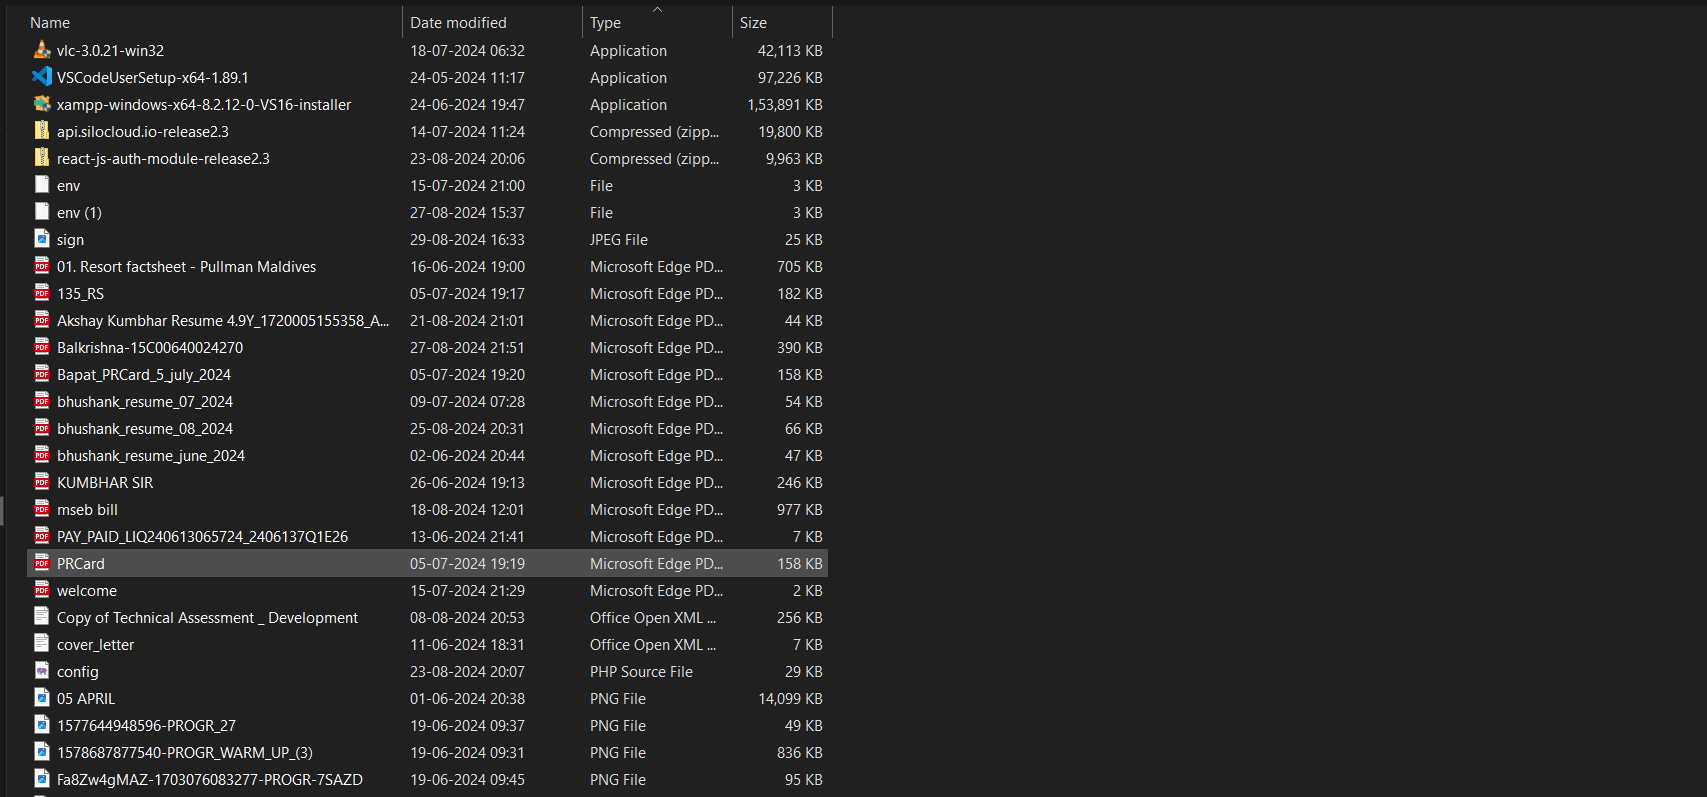 Name Date modified Type Size
vlc-3.0.21-win32 18-07-2024 06:32 Application 42,113 KB
VSCodeUserSetup-x64-1.89.1 24-05-2024 11:17 Application 97,226 KB
xampp-windows-x64-8.2.12-0-VS16-installer 24-06-2024 19:47 Application 1,53,891 KB
api.silocloud.io-release2.3 14-07-2024 11:24 Compressed (zipp... 19,800 KB
react-js-auth-module-release2.3 23-08-2024 20:06 Compressed (zipp... 9,963 KB
env 15-07-2024 21:00 File 3 KB
env (1) 27-08-2024 15:37 File 3 KB
sign 29-08-2024 16:33 JPEG File 25 KB
PDF 01. Resort factsheet - Pullman Maldives 16-06-2024 19:00 Microsoft Edge PD... 705 KB
PDF 135_RS 05-07-2024 19:17 Microsoft Edge PD... 182 KB
PDF Akshay Kumbhar Resume 4.9Y_1720005155358_A... 21-08-2024 21:01 Microsoft Edge PD... 44 KB
PDF Balkrishna-15C00640024270 27-08-2024 21:51 Microsoft Edge PD... 390 KB
PDF Bapat_PRCard_5_july_2024 05-07-2024 19:20 Microsoft Edge PD... 158 KB
PDF bhushank_resume_07_2024 09-07-2024 07:28 Microsoft Edge PD... 54 KB
PDF bhushank_resume_08_2024 25-08-2024 20:31 Microsoft Edge PD... 66 KB
PDF bhushank_resume_june_2024 02-06-2024 20:44 Microsoft Edge PD... 47 KB
PDF KUMBHAR SIR 26-06-2024 19:13 Microsoft Edge PD... 246 KB
PDF mseb bill 18-08-2024 12:01 Microsoft Edge PD... 977 KB
PDF PAY_PAID_LIQ240613065724_2406137Q1E26 13-06-2024 21:41 Microsoft Edge PD... 7 KB
PDF PRCard 05-07-2024 19:19 Microsoft Edge PD... 158 KB
PDF welcome 15-07-2024 21:29 Microsoft Edge PD... 2 KB
Copy of Technical Assessment _ Development 08-08-2024 20:53 Office Open XML ... 256 KB
cover_letter 11-06-2024 18:31 Office Open XML ... 7 KB
config 23-08-2024 20:07 PHP Source File 29 KB
05 APRIL 01-06-2024 20:38 PNG File 14,099 KB
1577644948596-PROGR_27 19-06-2024 09:37 PNG File 49 KB
1578687877540-PROGR_WARM_UP_(3) 19-06-2024 09:31 PNG File 836 KB
Fa8Zw4gMAZ-1703076083277-PROGR-7SAZD 19-06-2024 09:45 PNG File 95 KB